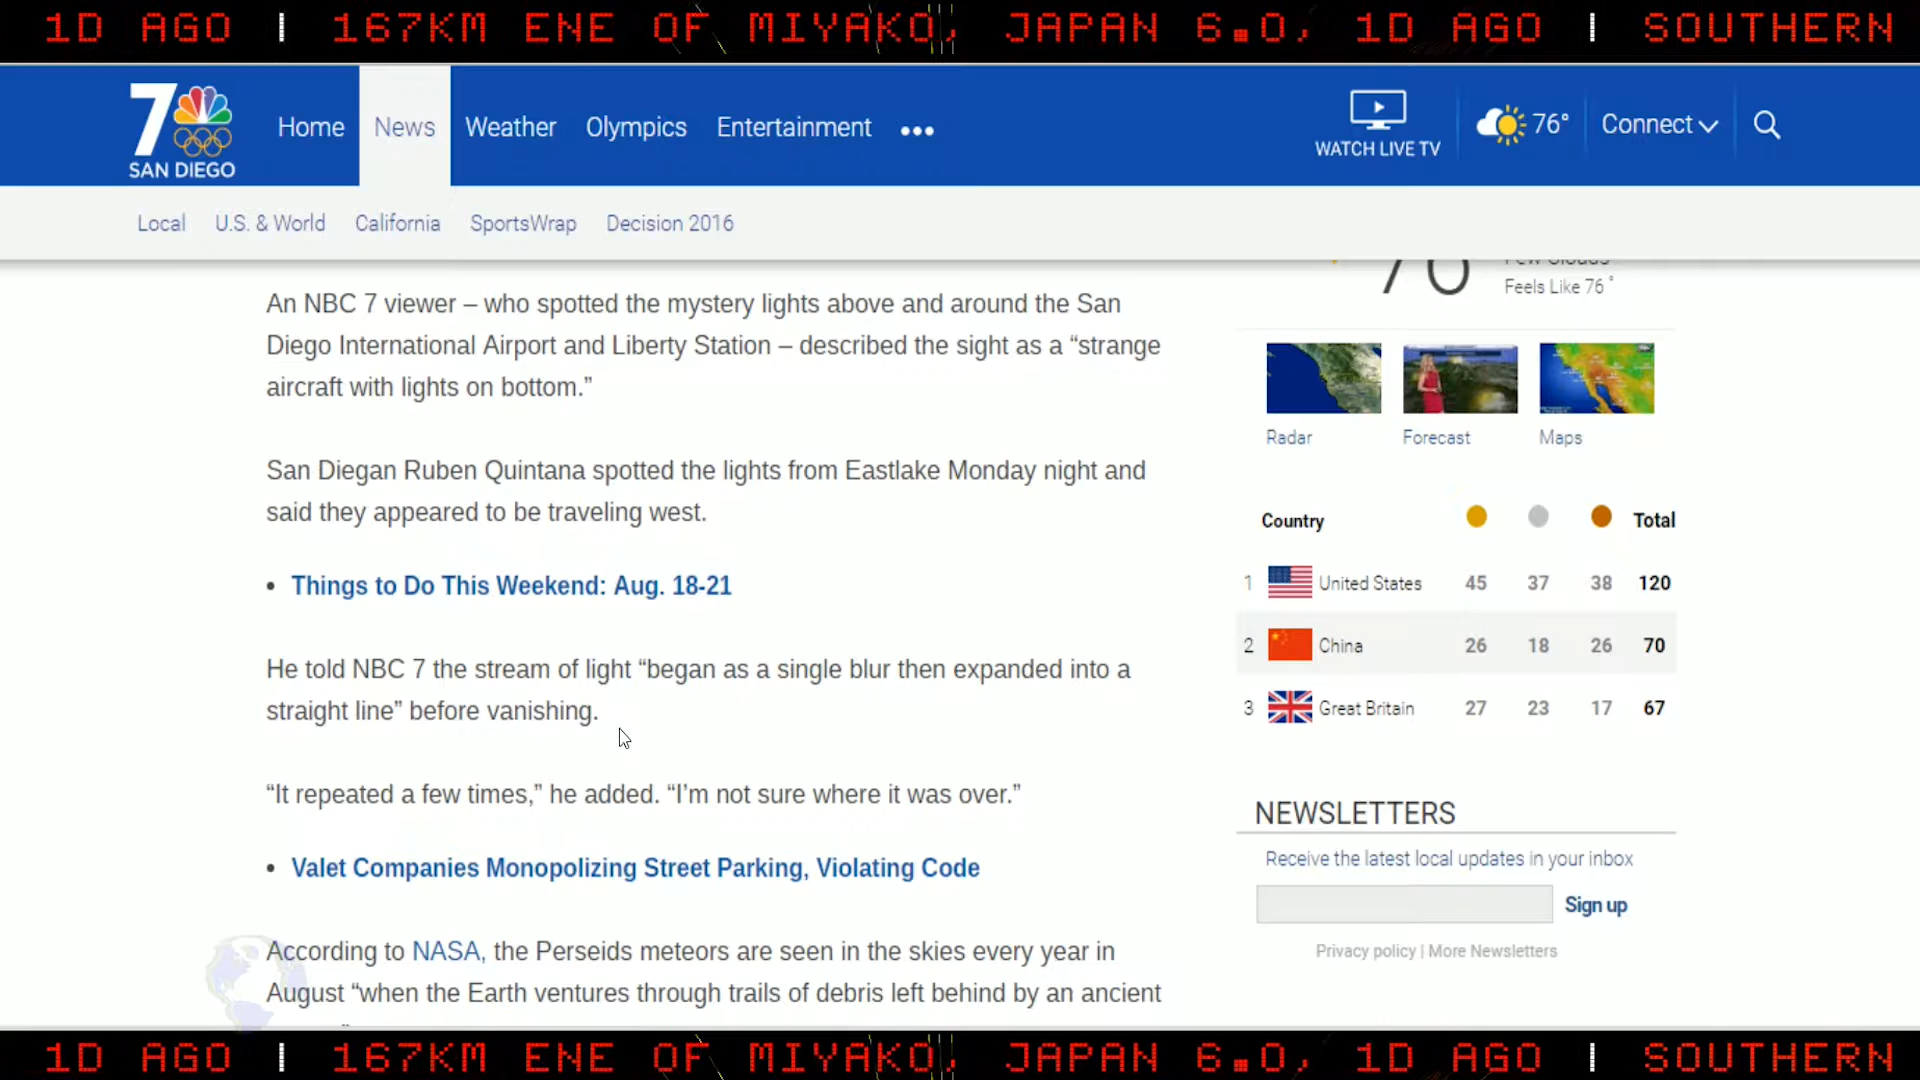 1D AGO | 167KM ENE OF MIYAKO, JAPAN 6.0, 1D AGO | SOUTHERN
7
SAN DIEGO
Home News Weather Olympics Entertainment •••
WATCH LIVE TV
76°
Connect
Local U.S. & World California SportsWrap Decision 2016
An NBC 7 viewer – who spotted the mystery lights above and around the San
Diego International Airport and Liberty Station – described the sight as a “strange
aircraft with lights on bottom.”
San Diegan Ruben Quintana spotted the lights from Eastlake Monday night and
said they appeared to be traveling west.
• Things to Do This Weekend: Aug. 18-21
He told NBC 7 the stream of light “began as a single blur then expanded into a
straight line” before vanishing.
“It repeated a few times,” he added. “I’m not sure where it was over.”
• Valet Companies Monopolizing Street Parking, Violating Code
According to NASA, the Perseids meteors are seen in the skies every year in
August “when the Earth ventures through trails of debris left behind by an ancient
76
Few Clouds
Feels Like 76°
Radar Forecast Maps
Country Total
1 United States 45 37 38 120
2 China 26 18 26 70
3 Great Britain 27 23 17 67
NEWSLETTERS
Receive the latest local updates in your inbox
Sign up
Privacy policy | More Newsletters
1D AGO | 167KM ENE OF MIYAKO, JAPAN 6.0, 1D AGO | SOUTHERN